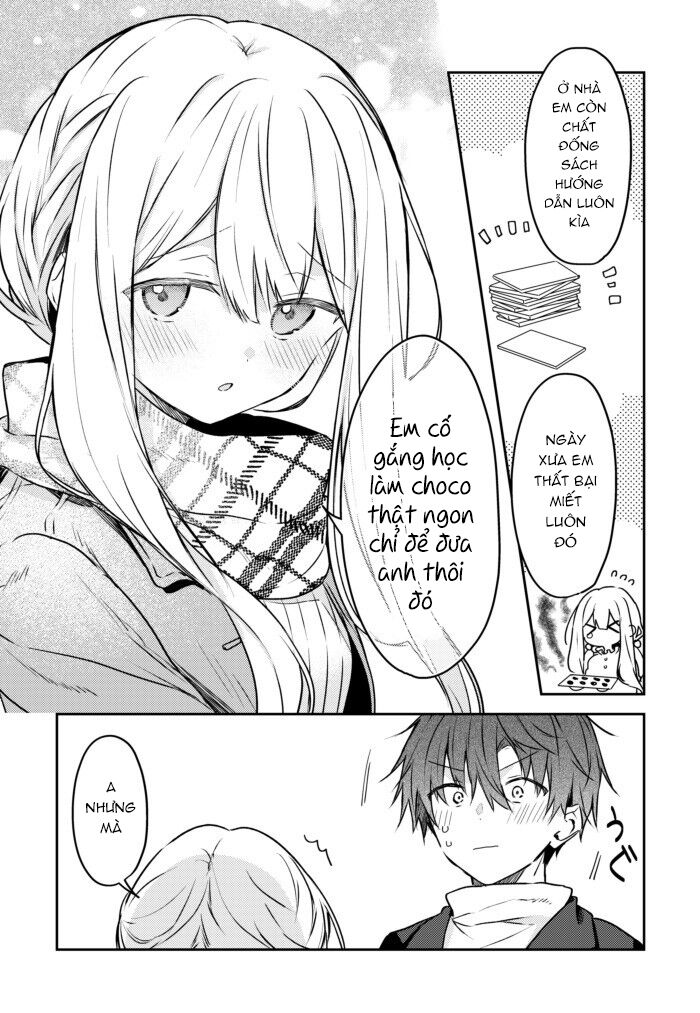 Ở NHÀ
EM CÒN
CHẤT
ĐỐNG
SÁCH
HƯỚNG
DẪN LUÔN
KÌA
NGÀY
XƯA EM
THẤT BẠI
MIẾT
LUÔN
ĐÓ
Em cố
gắng học
làm choco
thật ngon
chỉ để đưa
anh thôi
đó
うぐ
A
NHƯNG
MÀ